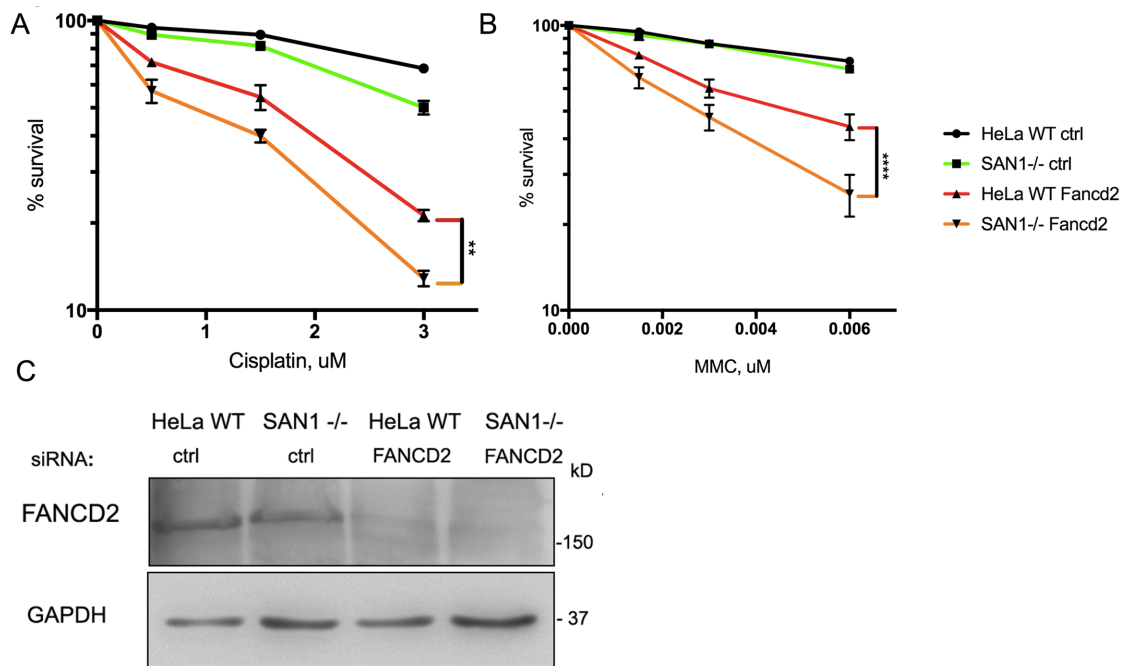 A
100
% survival
10
0
1
2
3
Cisplatin, uM
**
B
100
% survival
10
0.000
0.002
0.004
0.006
MMC, uM
****
HeLa WT ctrl
SAN1-/- ctrl
HeLa WT Fancd2
SAN1-/- Fancd2
C
HeLa WT SAN1 -/- HeLa WT SAN1-/-
siRNA: ctrl ctrl FANCD2 FANCD2
kD
FANCD2
-150
GAPDH
- 37